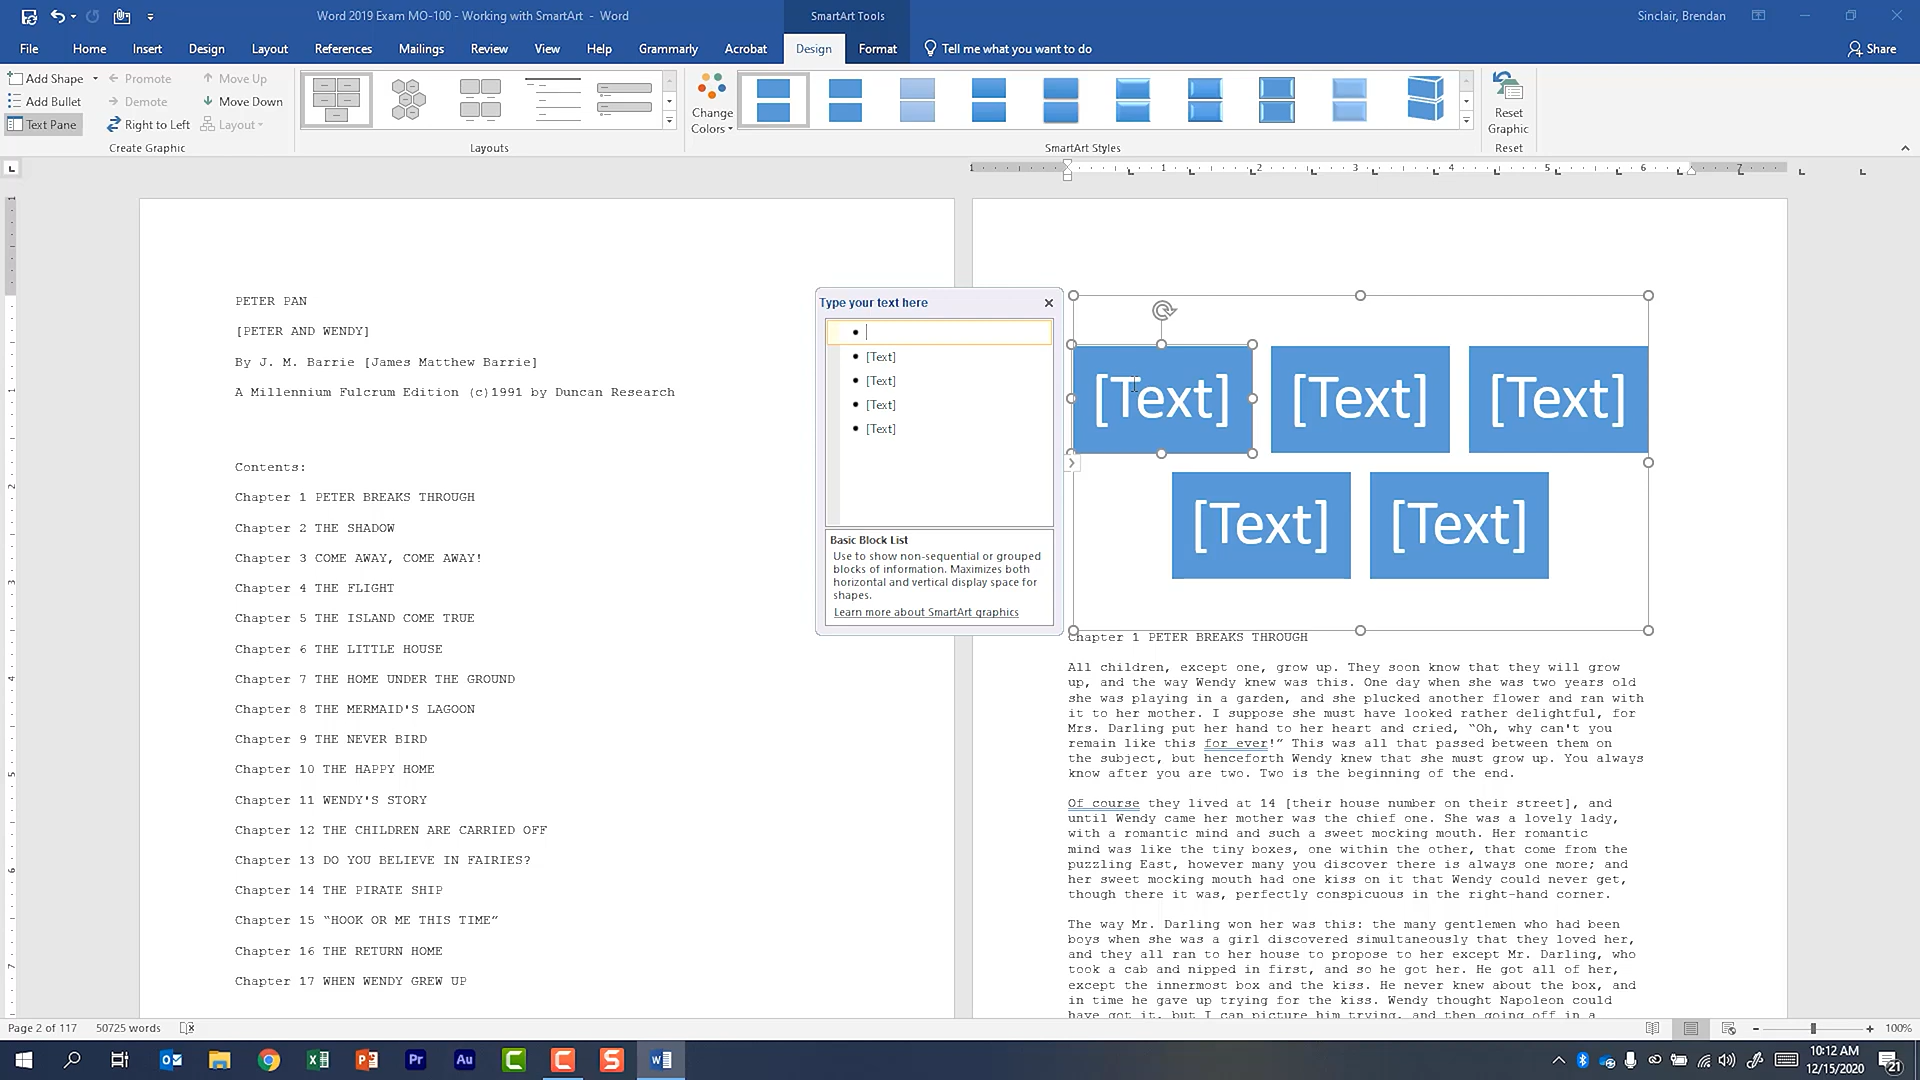 Word 2019 Exam MO-100 - Working with SmartArt - Word
SmartArt Tools
Sinclair, Brendan
File Home Insert Design Layout References Mailings Review View Help Grammarly Acrobat Design Format Tell me what you want to do Share
Add Shape Promote Move Up
Add Bullet Demote Move Down
Text Pane Right to Left Layout
Create Graphic
Layouts
Change
Colors
SmartArt Styles
Reset
Graphic
Reset
1 1 2 3 4 5 6 7
PETER PAN
[PETER AND WENDY]
By J. M. Barrie [James Matthew Barrie]
A Millennium Fulcrum Edition (c)1991 by Duncan Research
Contents:
Chapter 1 PETER BREAKS THROUGH
Chapter 2 THE SHADOW
Chapter 3 COME AWAY, COME AWAY!
Chapter 4 THE FLIGHT
Chapter 5 THE ISLAND COME TRUE
Chapter 6 THE LITTLE HOUSE
Chapter 7 THE HOME UNDER THE GROUND
Chapter 8 THE MERMAID'S LAGOON
Chapter 9 THE NEVER BIRD
Chapter 10 THE HAPPY HOME
Chapter 11 WENDY'S STORY
Chapter 12 THE CHILDREN ARE CARRIED OFF
Chapter 13 DO YOU BELIEVE IN FAIRIES?
Chapter 14 THE PIRATE SHIP
Chapter 15 “HOOK OR ME THIS TIME”
Chapter 16 THE RETURN HOME
Chapter 17 WHEN WENDY GREW UP
Type your text here
[Text]
[Text]
[Text]
[Text]
Basic Block List
Use to show non-sequential or grouped
blocks of information. Maximizes both
horizontal and vertical display space for
shapes.
Learn more about SmartArt graphics
[Text] [Text] [Text]
[Text] [Text]
Chapter 1 PETER BREAKS THROUGH
All children, except one, grow up. They soon know that they will grow
up, and the way Wendy knew was this. One day when she was two years old
she was playing in a garden, and she plucked another flower and ran with
it to her mother. I suppose she must have looked rather delightful, for
Mrs. Darling put her hand to her heart and cried, “Oh, why can't you
remain like this for ever!” This was all that passed between them on
the subject, but henceforth Wendy knew that she must grow up. You always
know after you are two. Two is the beginning of the end.
Of course they lived at 14 [their house number on their street], and
until Wendy came her mother was the chief one. She was a lovely lady,
with a romantic mind and such a sweet mocking mouth. Her romantic
mind was like the tiny boxes, one within the other, that come from the
puzzling East, however many you discover there is always one more; and
her sweet mocking mouth had one kiss on it that Wendy could never get,
though there it was, perfectly conspicuous in the right-hand corner.
The way Mr. Darling won her was this: the many gentlemen who had been
boys when she was a girl discovered simultaneously that they loved her,
and they all ran to her house to propose to her except Mr. Darling, who
took a cab and nipped in first, and so he got her. He got all of her,
except the innermost box and the kiss. He never knew about the box, and
in time he gave up trying for the kiss. Wendy thought Napoleon could
have got it, but I can picture him trying, and then going off in a
Page 2 of 117 50725 words 100%
10:12 AM
12/15/2020
21